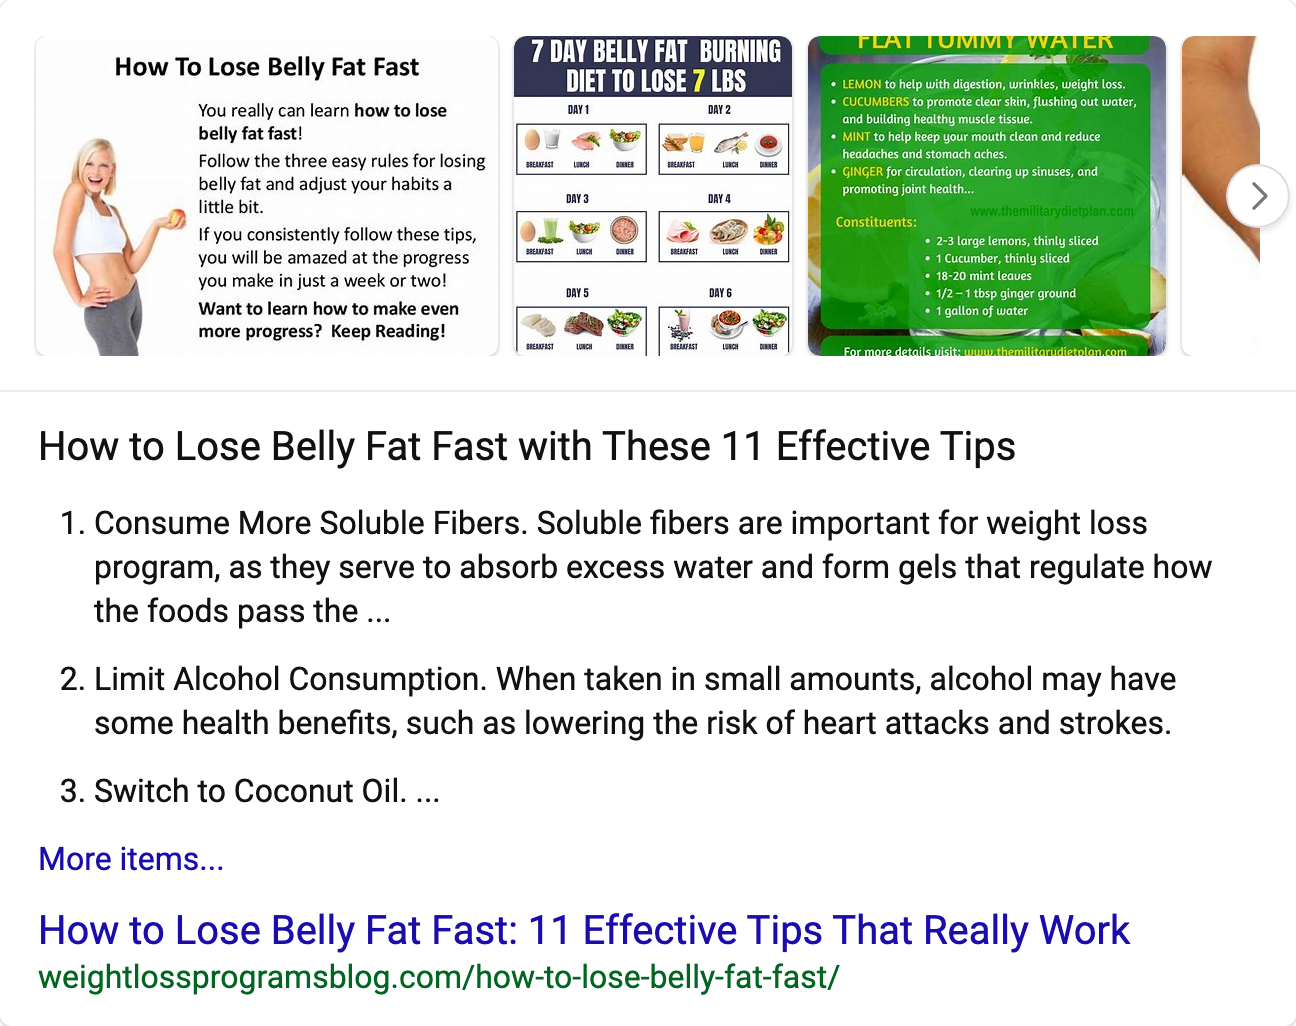 How To Lose Belly Fat Fast
You really can learn how to lose
belly fat fast!
Follow the three easy rules for losing
belly fat and adjust your habits a
little bit.
If you consistently follow these tips,
you will be amazed at the progress
you make in just a week or two!
Want to learn how to make even
more progress? Keep Reading!
7 DAY BELLY FAT BURNING
DIET TO LOSE 7 LBS
DAY 1 DAY 2
BREAKFAST LUNCH DINNER BREAKFAST LUNCH DINNER
DAY 3 DAY 4
BREAKFAST LUNCH DINNER BREAKFAST LUNCH DINNER
DAY 5 DAY 6
BREAKFAST LUNCH DINNER BREAKFAST LUNCH DINNER
FLAT TUMMY WATER
• LEMON to help with digestion, wrinkles, weight loss.
• CUCUMBERS to promote clear skin, flushing out water,
and building healthy muscle tissue.
• MINT to help keep your mouth clean and reduce
headaches and stomach aches.
• GINGER for circulation, clearing up sinuses, and
promoting joint health...
www.themilitarydietplan.com
Constituents:
• 2-3 large lemons, thinly sliced
• 1 Cucumber, thinly sliced
• 18-20 mint leaves
• 1/2 – 1 tbsp ginger ground
• 1 gallon of water
For more details visit: www.themilitarydietplan.com
How to Lose Belly Fat Fast with These 11 Effective Tips
1. Consume More Soluble Fibers. Soluble fibers are important for weight loss
program, as they serve to absorb excess water and form gels that regulate how
the foods pass the ...
2. Limit Alcohol Consumption. When taken in small amounts, alcohol may have
some health benefits, such as lowering the risk of heart attacks and strokes.
3. Switch to Coconut Oil. ...
More items...
How to Lose Belly Fat Fast: 11 Effective Tips That Really Work
weightlossprogramsblog.com/how-to-lose-belly-fat-fast/